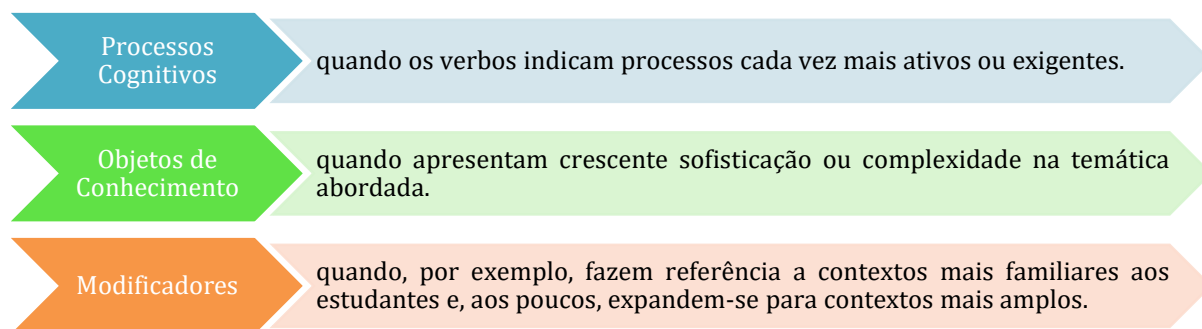 Processos
Cognitivos
quando os verbos indicam processos cada vez mais ativos ou exigentes.
Objetos de
Conhecimento
quando apresentam crescente sofisticação ou complexidade na temática
abordada.
Modificadores
quando, por exemplo, fazem referência a contextos mais familiares aos
estudantes e, aos poucos, expandem-se para contextos mais amplos.